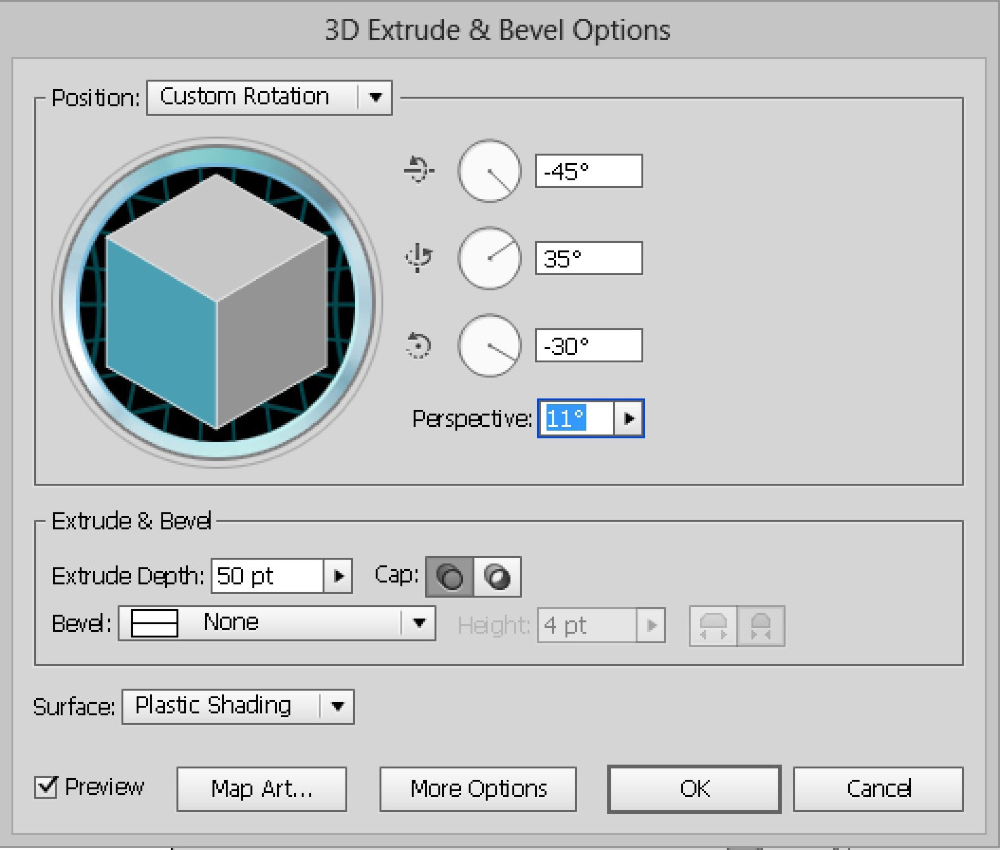 3D Extrude & Bevel Options
Position: Custom Rotation
-45°
35°
-30°
Perspective: 11°
Extrude & Bevel
Extrude Depth: 50 pt Cap:
Bevel: None Height: 4 pt
Surface: Plastic Shading
Preview Map Art... More Options OK Cancel